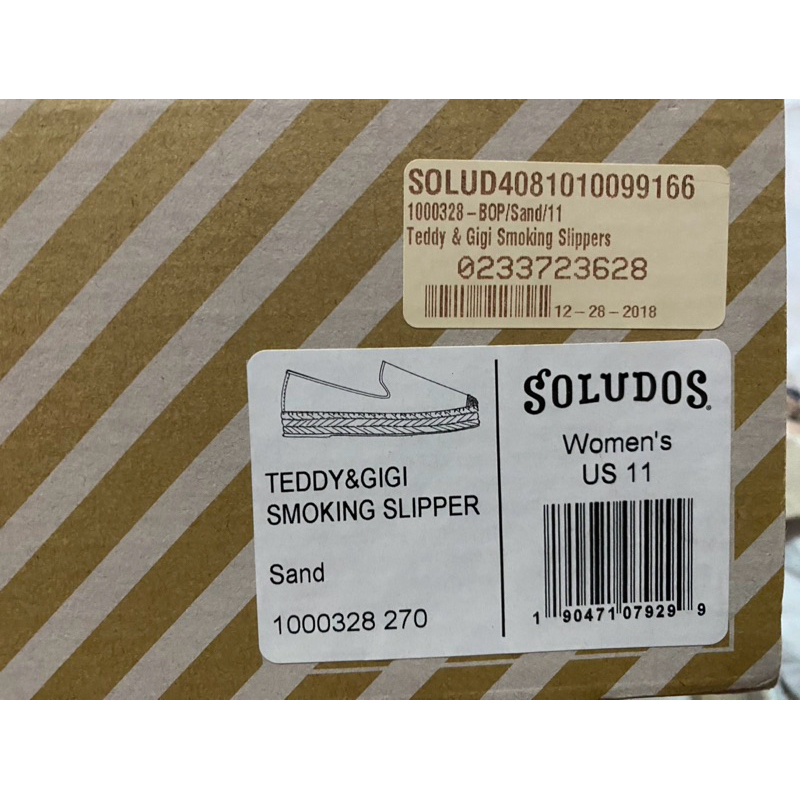 SOLUD4081010099166
1000328-BOP/Sand/11
Teddy & Gigi Smoking Slippers
0233723628
12-28-2018
SOLUDOS
Women's
US 11
TEDDY&GIGI
SMOKING SLIPPER
Sand
1000328 270
1 90471 07929 9